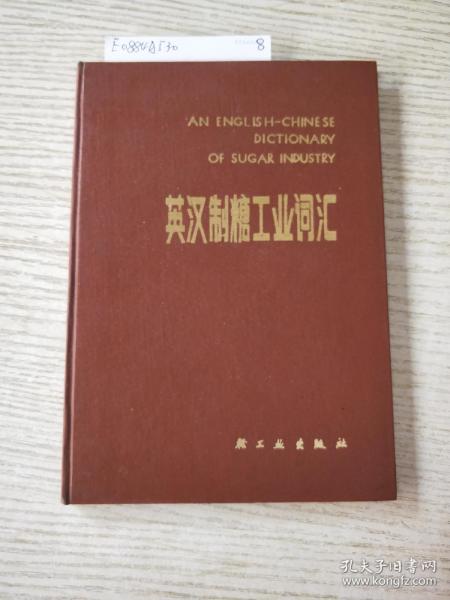 E0884A530
8
AN ENGLISH-CHINESE
DICTIONARY
OF SUGAR INDUSTRY
英汉制糖工业词汇
轻工业出版社
孔夫子旧书网
www.kongfz.com